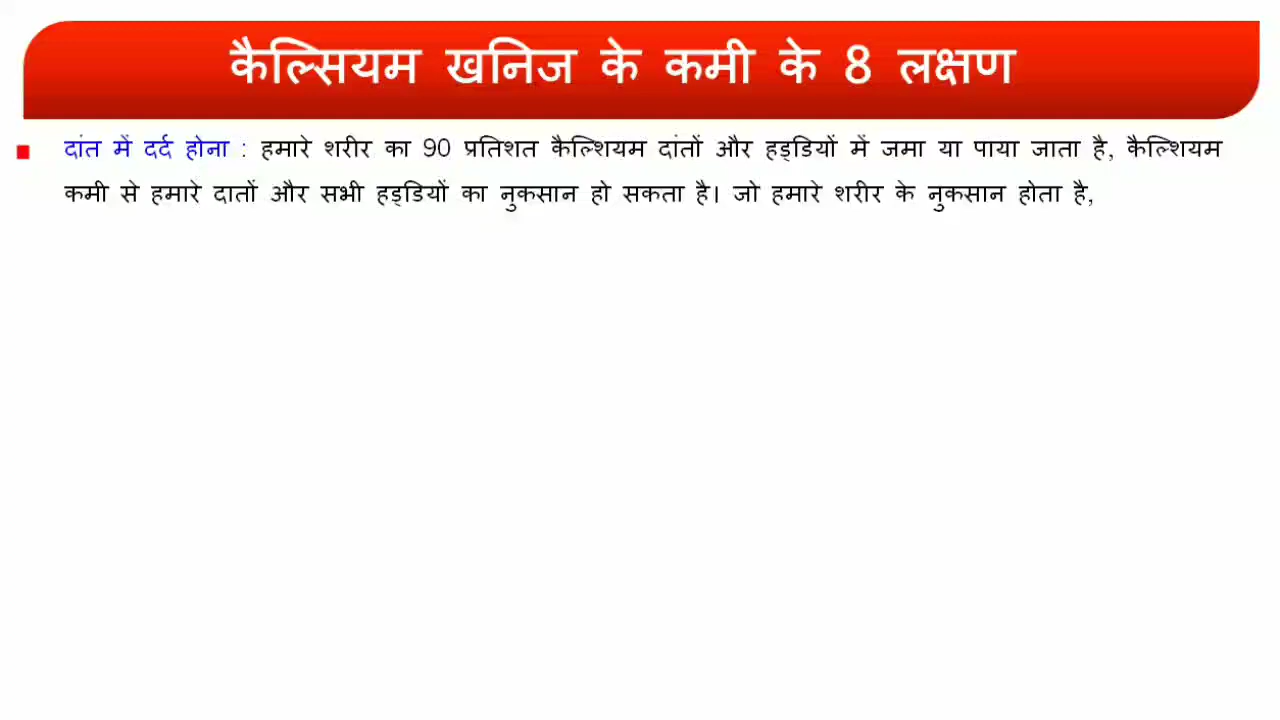 कैल्सियम खनिज के कमी के 8 लक्षण
दांत में दर्द होना : हमारे शरीर का 90 प्रतिशत कैल्शियम दांतों और हड्डियों में जमा या पाया जाता है, कैल्शियम
कमी से हमारे दातों और सभी हड्डियों का नुकसान हो सकता है। जो हमारे शरीर के नुकसान होता है,